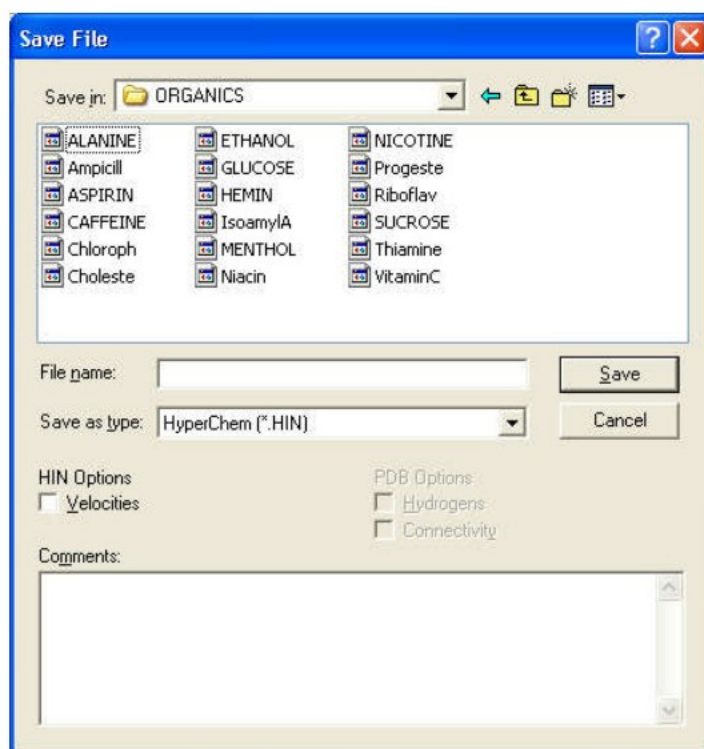 Save File
Save in: ORGANICS
ALANINE ETHANOL NICOTINE
Ampicill GLUCOSE Progeste
ASPIRIN HEMIN Riboflav
CAFFEINE IsoamylA SUCROSE
Chloroph MENTHOL Thiamine
Choleste Niacin VitaminC
File name: Save
Save as type: HyperChem (*.HIN) Cancel
HIN Options PDB Options
Velocities Hydrogens
Connectivity
Comments: